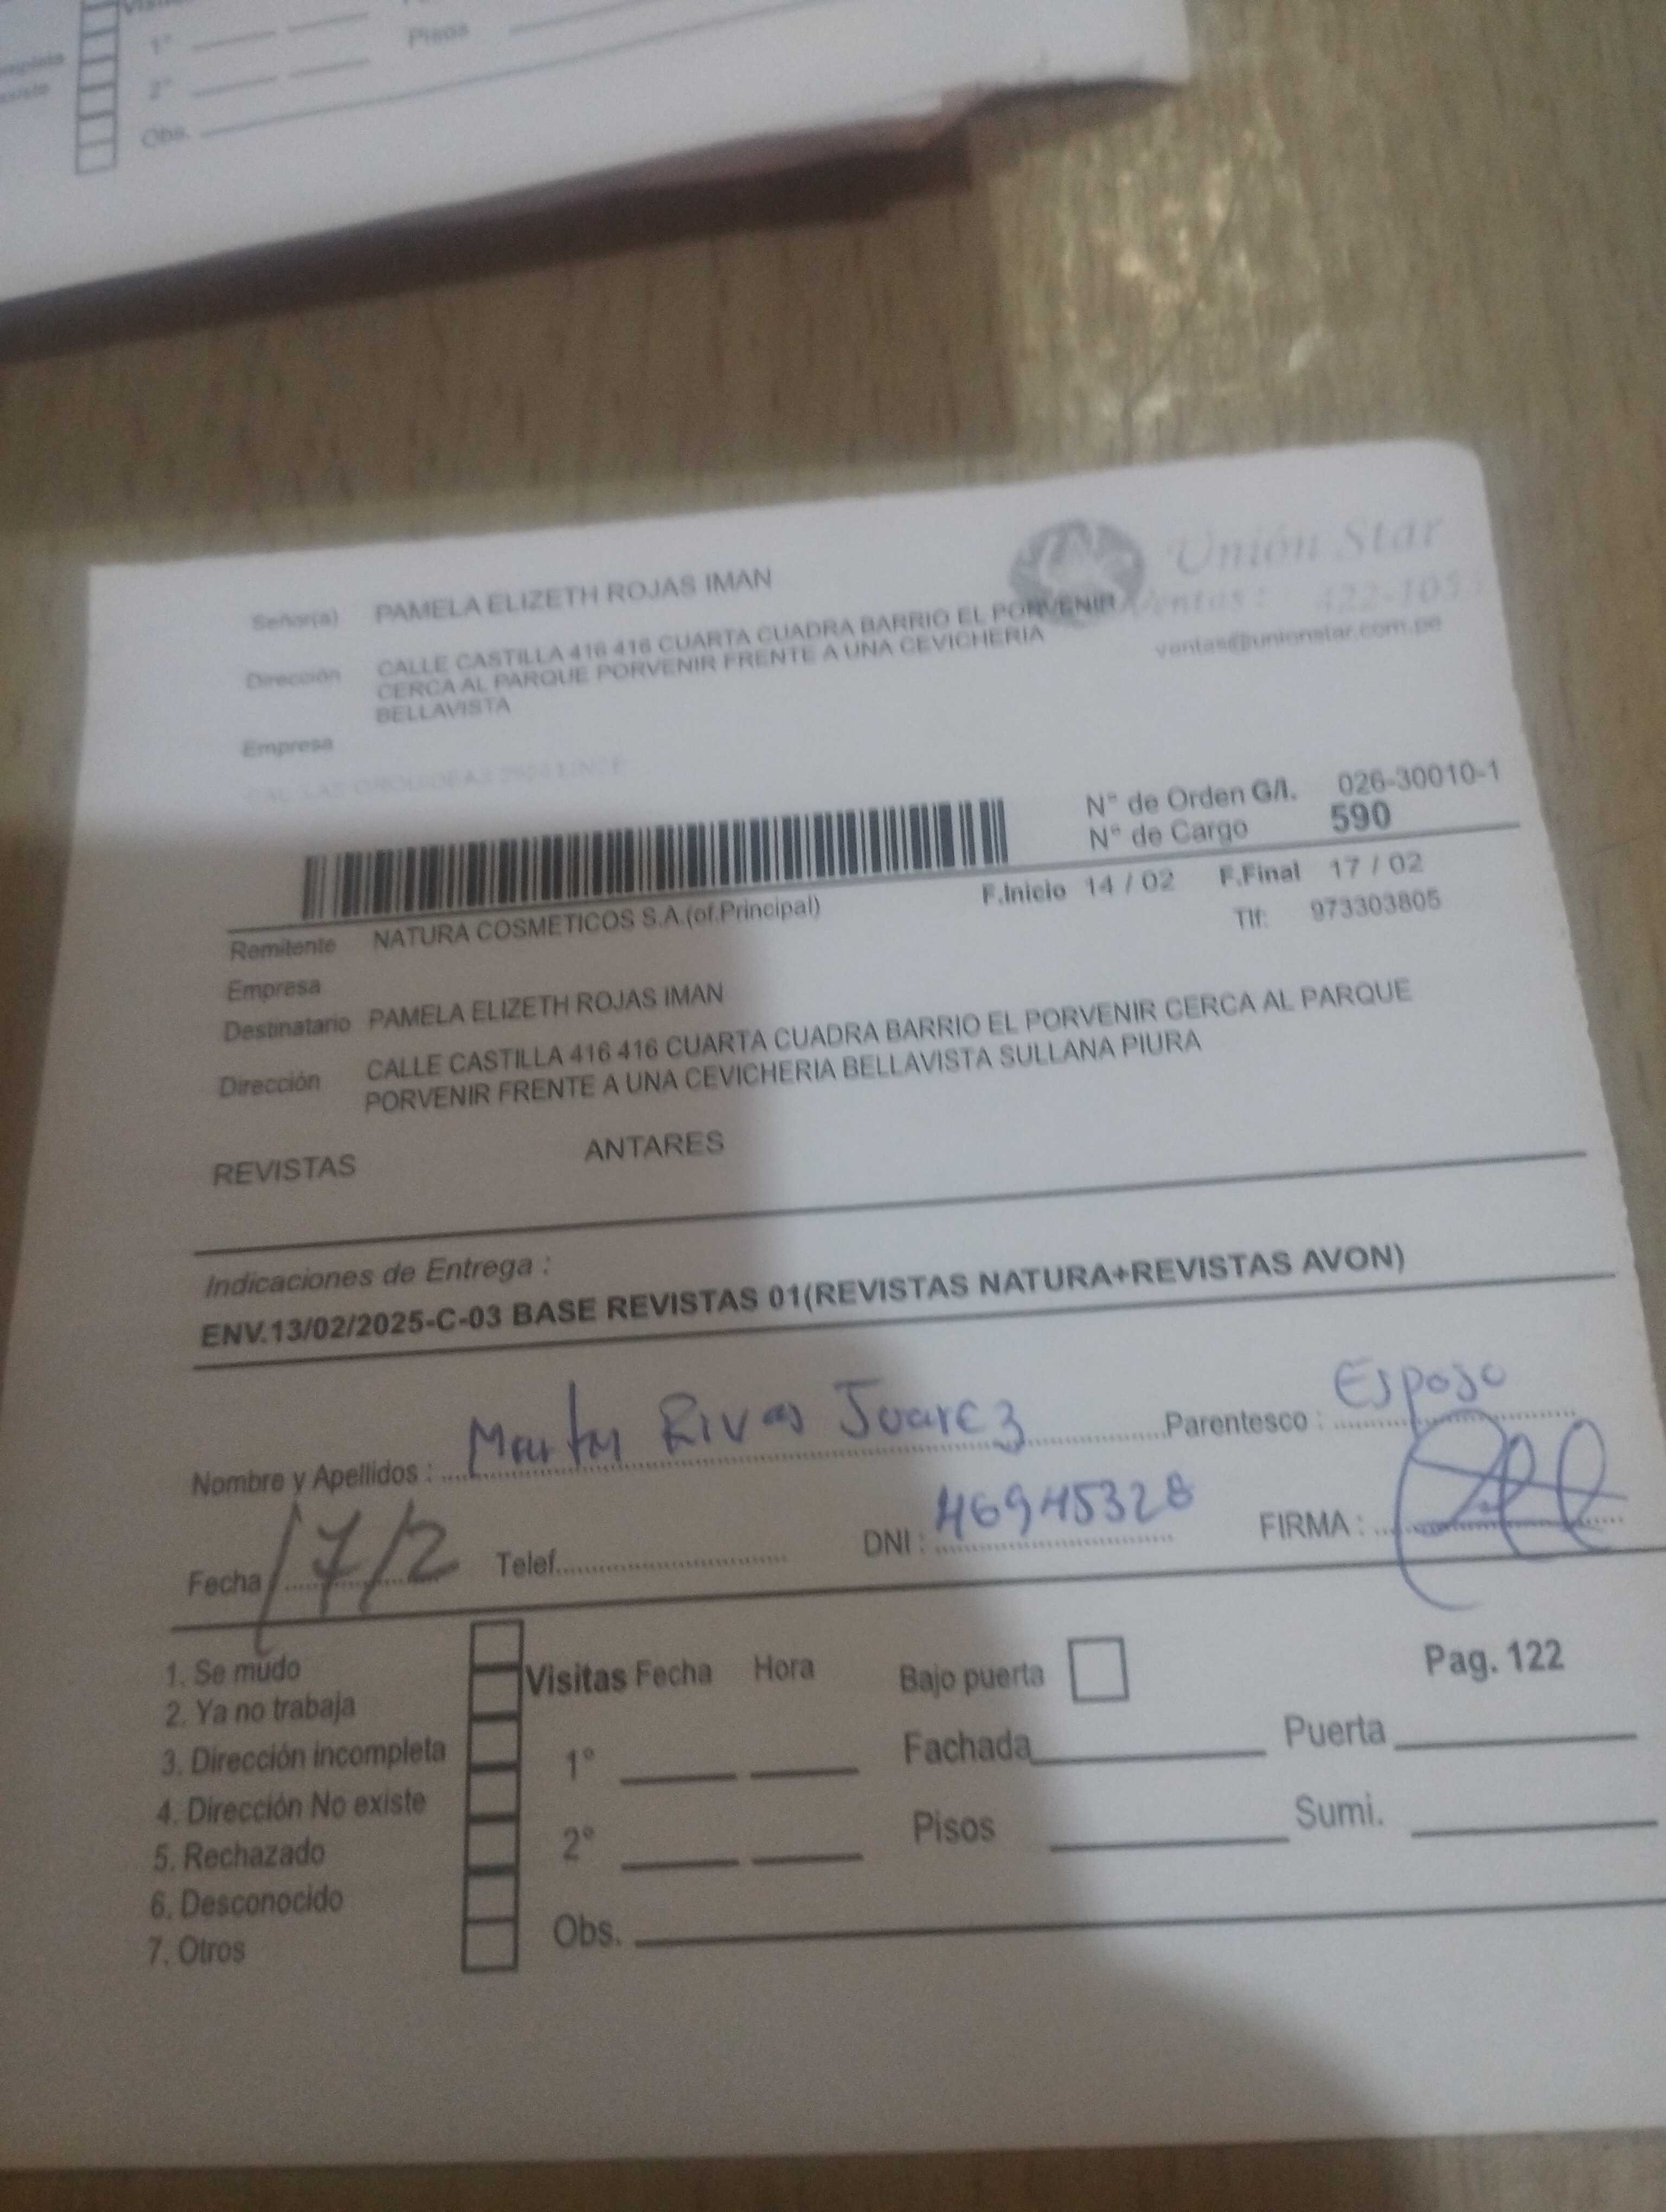 1°
2°
Pisos
Obs.
Unión Star
Ventas: 422-105
ventas@unionstar.com.pe
Señor(a) PAMELA ELIZETH ROJAS IMAN
Dirección CALLE CASTILLA 416 416 CUARTA CUADRA BARRIO EL PORVENIR
CERCA AL PARQUE PORVENIR FRENTE A UNA CEVICHERIA
BELLAVISTA
Empresa
N° de Orden G/I. 026-30010-1
N° de Cargo 590
F.Inicio 14 / 02 F.Final 17 / 02
Remitente NATURA COSMETICOS S.A.(of.Principal) Tlf: 973303805
Empresa
Destinatario PAMELA ELIZETH ROJAS IMAN
Dirección CALLE CASTILLA 416 416 CUARTA CUADRA BARRIO EL PORVENIR CERCA AL PARQUE
PORVENIR FRENTE A UNA CEVICHERIA BELLAVISTA SULLANA PIURA
REVISTAS ANTARES
Indicaciones de Entrega :
ENV.13/02/2025-C-03 BASE REVISTAS 01(REVISTAS NATURA+REVISTAS AVON)
Nombre y Apellidos : Rivas Juarez Parentesco : Esposo
Fecha 17/2 Telef. DNI : 46945328 FIRMA :
1. Se mudo
2. Ya no trabaja
3. Dirección incompleta
4. Dirección No existe
5. Rechazado
6. Desconocido
7. Otros
Visitas Fecha Hora
1°
2°
Obs.
Bajo puerta Pag. 122
Fachada Puerta
Pisos Sumi.